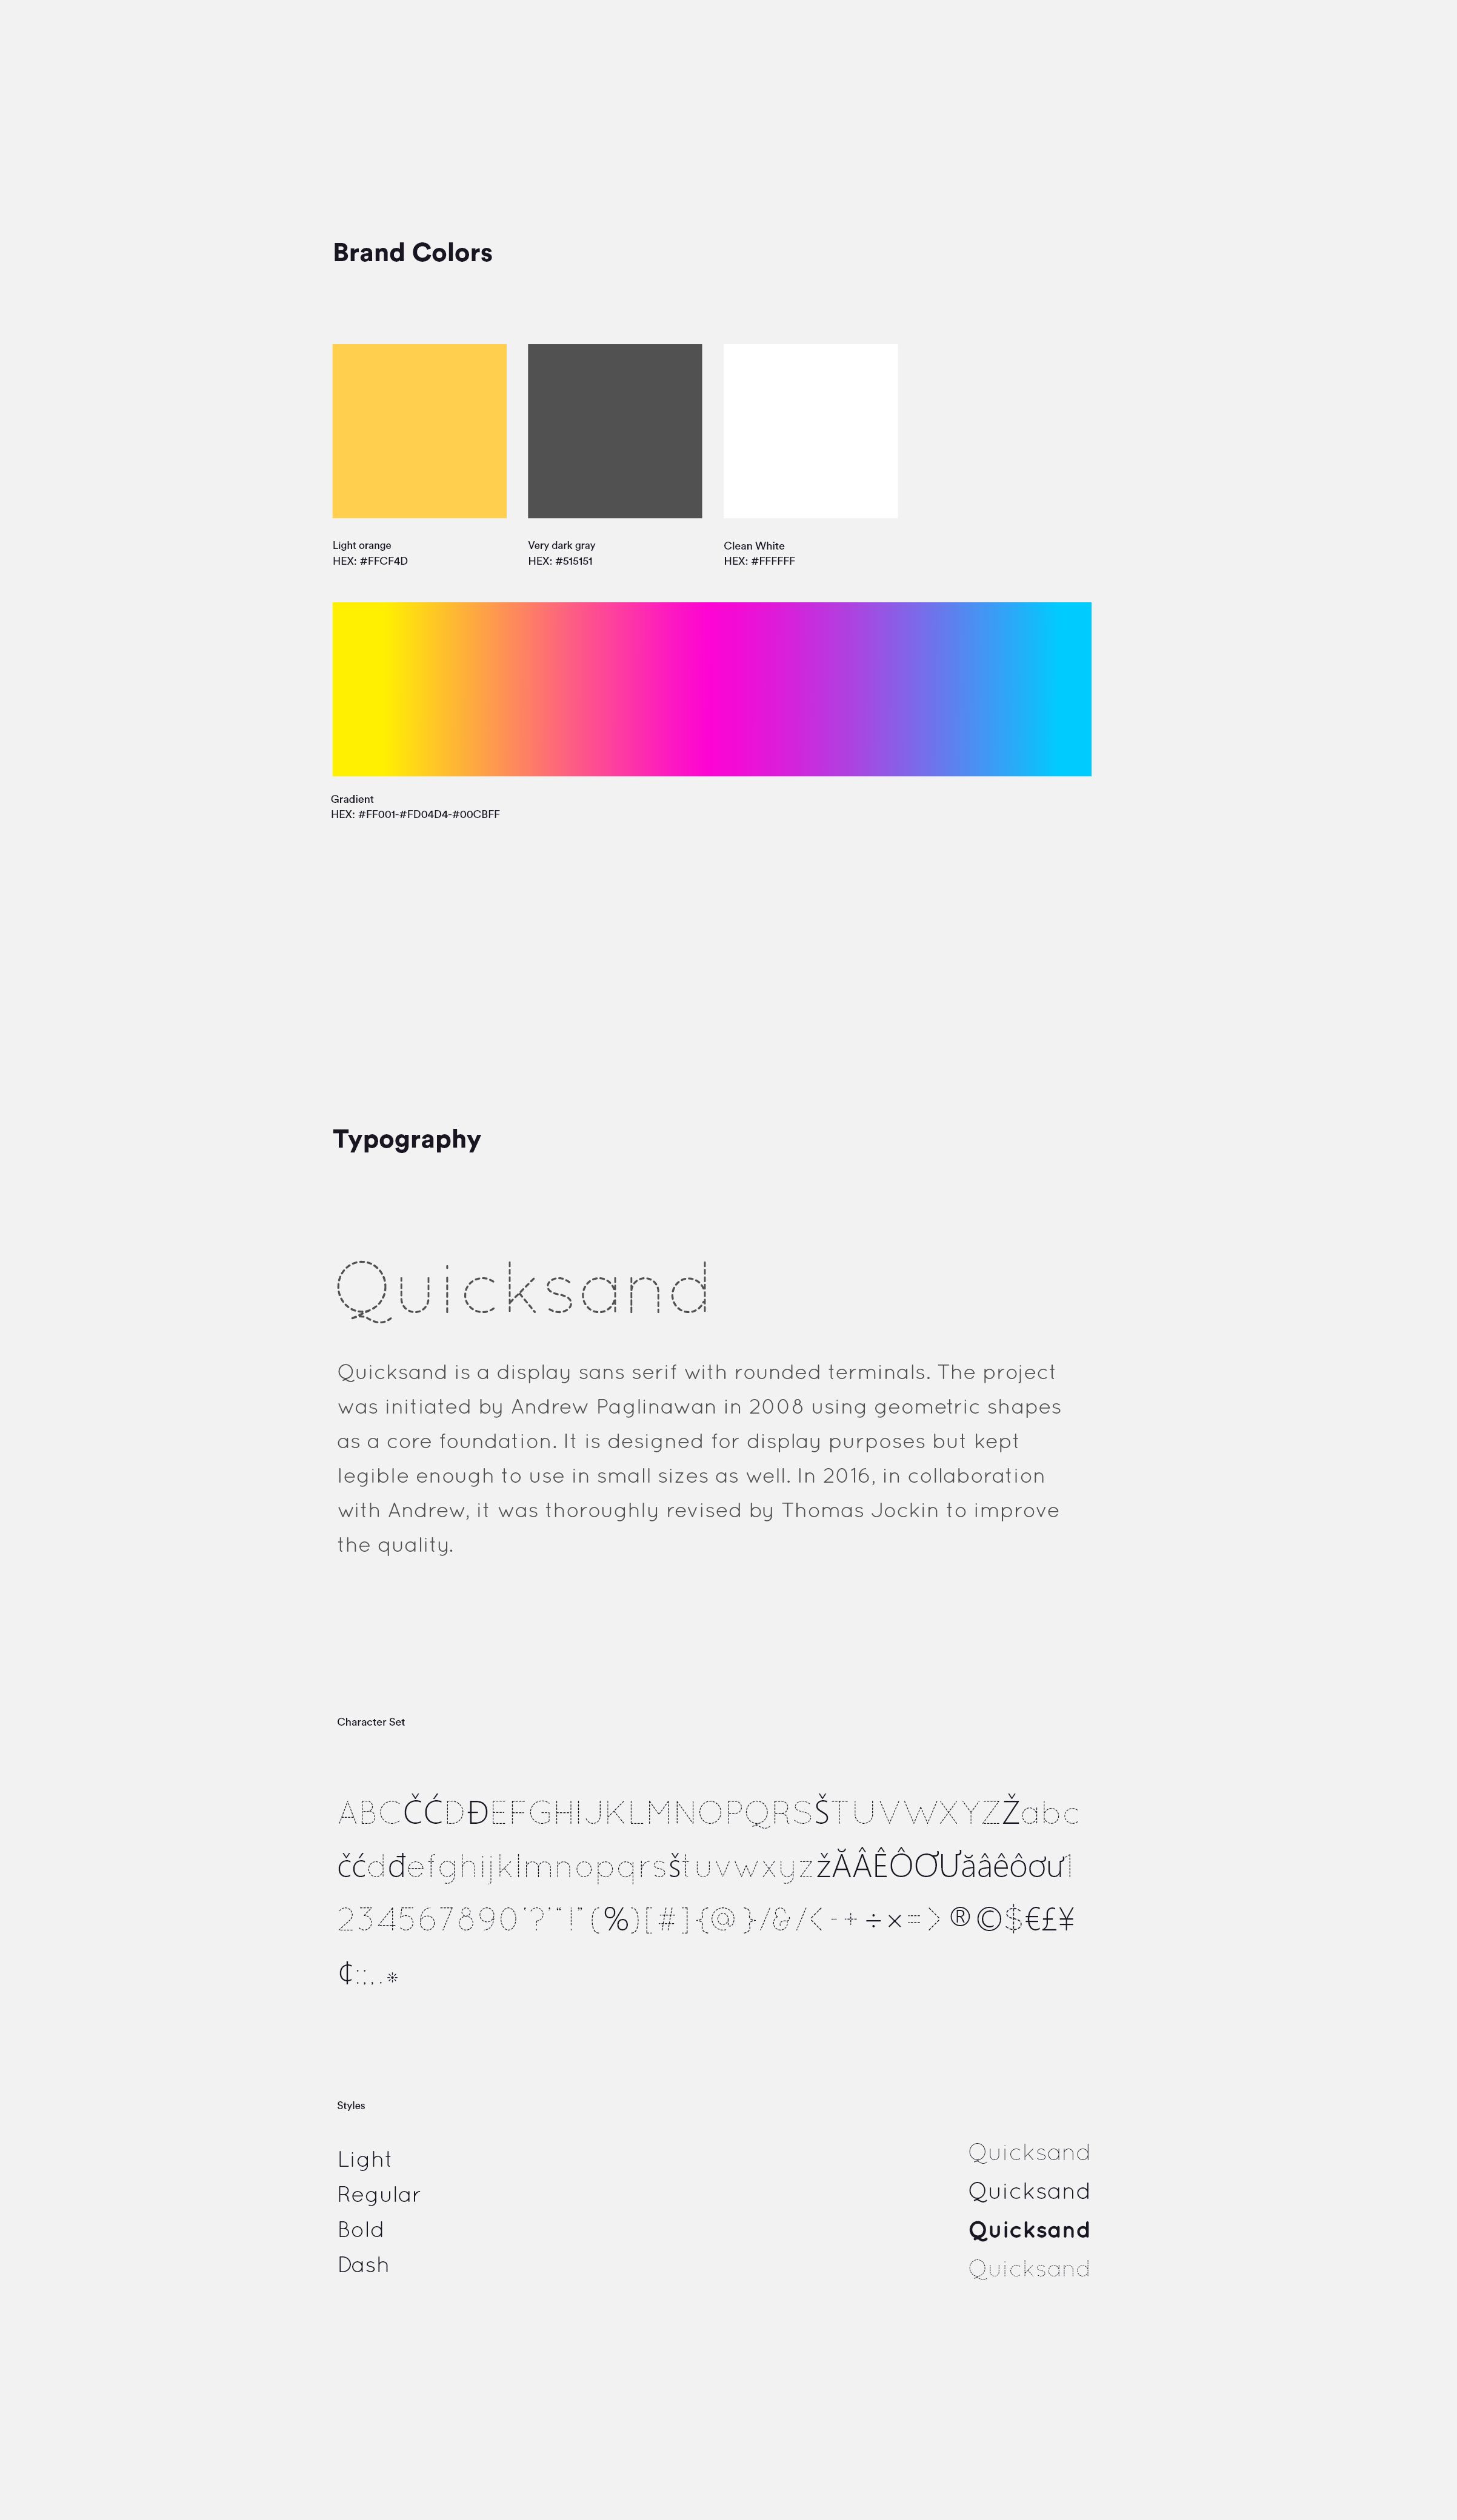 Brand Colors
Light orange
HEX: #FFCF4D
Very dark gray
HEX: #515151
Clean White
HEX: #FFFFFF
Gradient
HEX: #FF001-#FD04D4-#00CBFF
Typography
Quicksand
Quicksand is a display sans serif with rounded terminals. The project
was initiated by Andrew Paglinawan in 2008 using geometric shapes
as a core foundation. It is designed for display purposes but kept
legible enough to use in small sizes as well. In 2016, in collaboration
with Andrew, it was thoroughly revised by Thomas Jockin to improve
the quality.
Character Set
ABCČĆDĐEFGHIJKLMNOPQRSŠTUVWXYZŽabc
čćdđefghijklmnopqrsštuvwxyzžĂÂÊÔƠƯăâêôơư1
234567890‘?’“!”(%)[#]{@}/&/<-+÷×=>®©$€£¥
¢:;,.*
Styles
Light
Regular
Bold
Dash
Quicksand
Quicksand
Quicksand
Quicksand